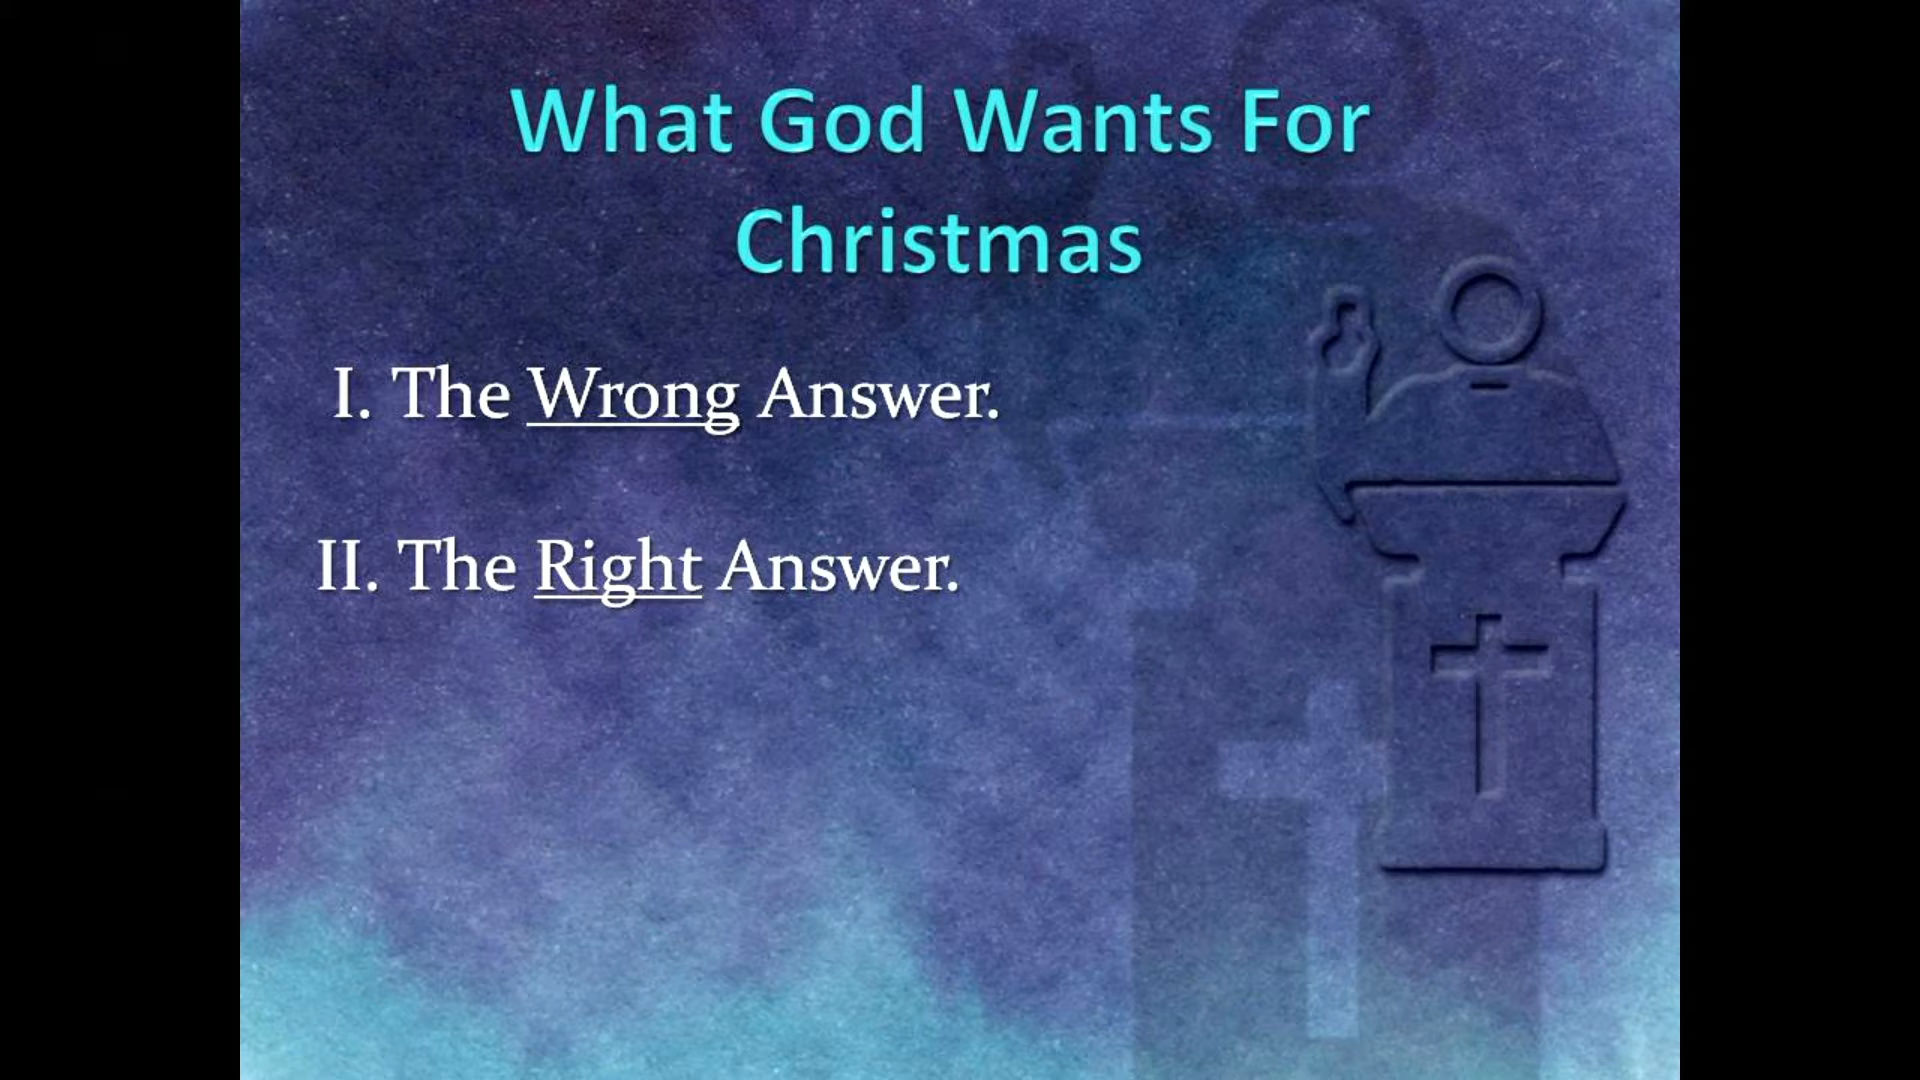 What God Wants For
Christmas
I. The Wrong Answer.
II. The Right Answer.